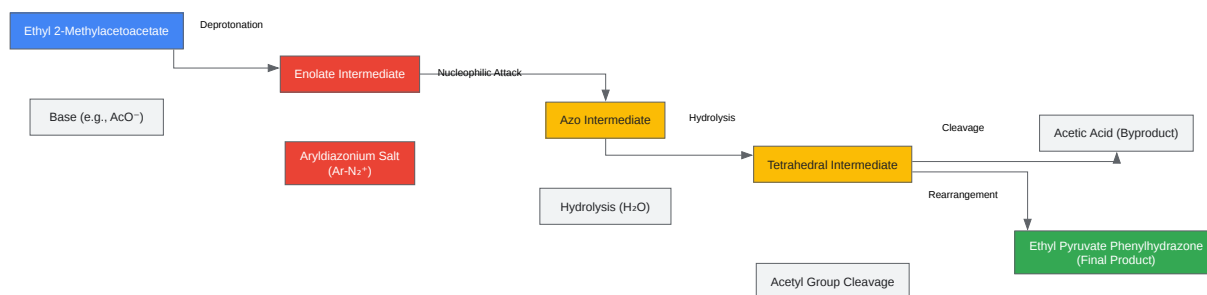 Ethyl 2-Methylacetoacetate
Deprotonation
Enolate Intermediate
Nucleophilic Attack
Base (e.g., AcO⁻)
Azo Intermediate
Hydrolysis
Aryldiazonium Salt
(Ar-N₂⁺)
Tetrahedral Intermediate
Cleavage
Acetic Acid (Byproduct)
Hydrolysis (H₂O)
Rearrangement
Ethyl Pyruvate Phenylhydrazone
(Final Product)
Acetyl Group Cleavage